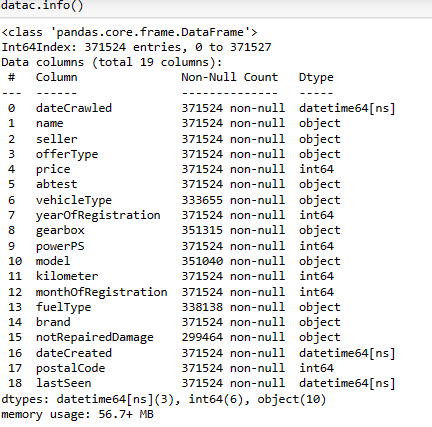 datac.info()
<class 'pandas.core.frame.DataFrame'>
Int64Index: 371524 entries, 0 to 371527
Data columns (total 19 columns):
 #   Column               Non-Null Count   Dtype
---  ------               --------------   -----
 0   dateCrawled          371524 non-null  datetime64[ns]
 1   name                 371524 non-null  object
 2   seller               371524 non-null  object
 3   offerType            371524 non-null  object
 4   price                371524 non-null  int64
 5   abtest               371524 non-null  object
 6   vehicleType          333655 non-null  object
 7   yearOfRegistration   371524 non-null  int64
 8   gearbox              351315 non-null  object
 9   powerPS              371524 non-null  int64
 10  model                351040 non-null  object
 11  kilometer            371524 non-null  int64
 12  monthOfRegistration  371524 non-null  int64
 13  fuelType             338138 non-null  object
 14  brand                371524 non-null  object
 15  notRepairedDamage    299464 non-null  object
 16  dateCreated          371524 non-null  datetime64[ns]
 17  postalCode           371524 non-null  int64
 18  lastSeen             371524 non-null  datetime64[ns]
dtypes: datetime64[ns](3), int64(6), object(10)
memory usage: 56.7+ MB